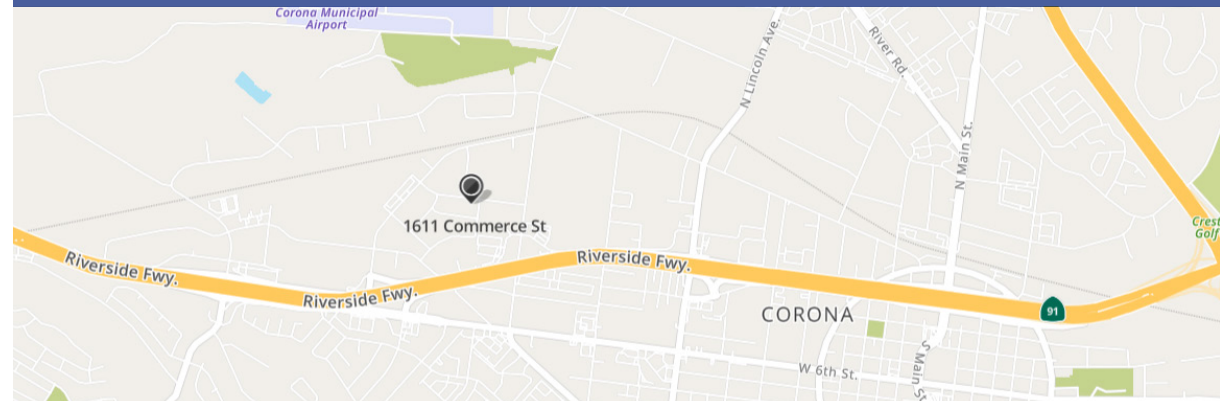 Corona Municipal
Airport
N Lincoln Ave.
River Rd.
N Main St.
1611 Commerce St
Crest
Golf
Riverside Fwy.
Riverside Fwy.
Riverside Fwy.
CORONA
91
S Main St
W 6th St.